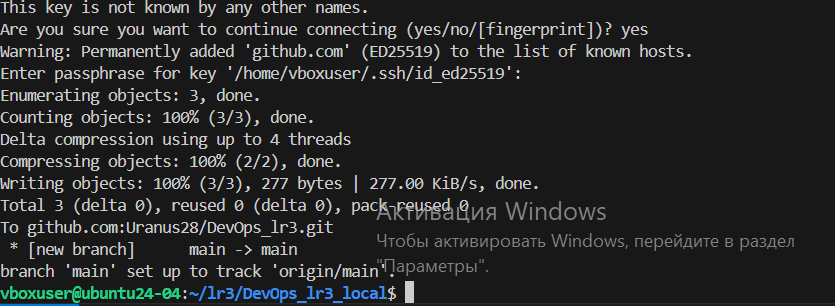 This key is not known by any other names.
Are you sure you want to continue connecting (yes/no/[fingerprint])? yes
Warning: Permanently added 'github.com' (ED25519) to the list of known hosts.
Enter passphrase for key '/home/vboxuser/.ssh/id_ed25519':
Enumerating objects: 3, done.
Counting objects: 100% (3/3), done.
Delta compression using up to 4 threads
Compressing objects: 100% (2/2), done.
Writing objects: 100% (3/3), 277 bytes | 277.00 KiB/s, done.
Total 3 (delta 0), reused 0 (delta 0), pack-reused 0
To github.com:Uranus28/DevOps_lr3.git
 * [new branch]      main -> main
branch 'main' set up to track 'origin/main'.
vboxuser@ubuntu24-04:~/lr3/DevOps_lr3_local$
Активация Windows
Чтобы активировать Windows, перейдите в раздел
"Параметры".